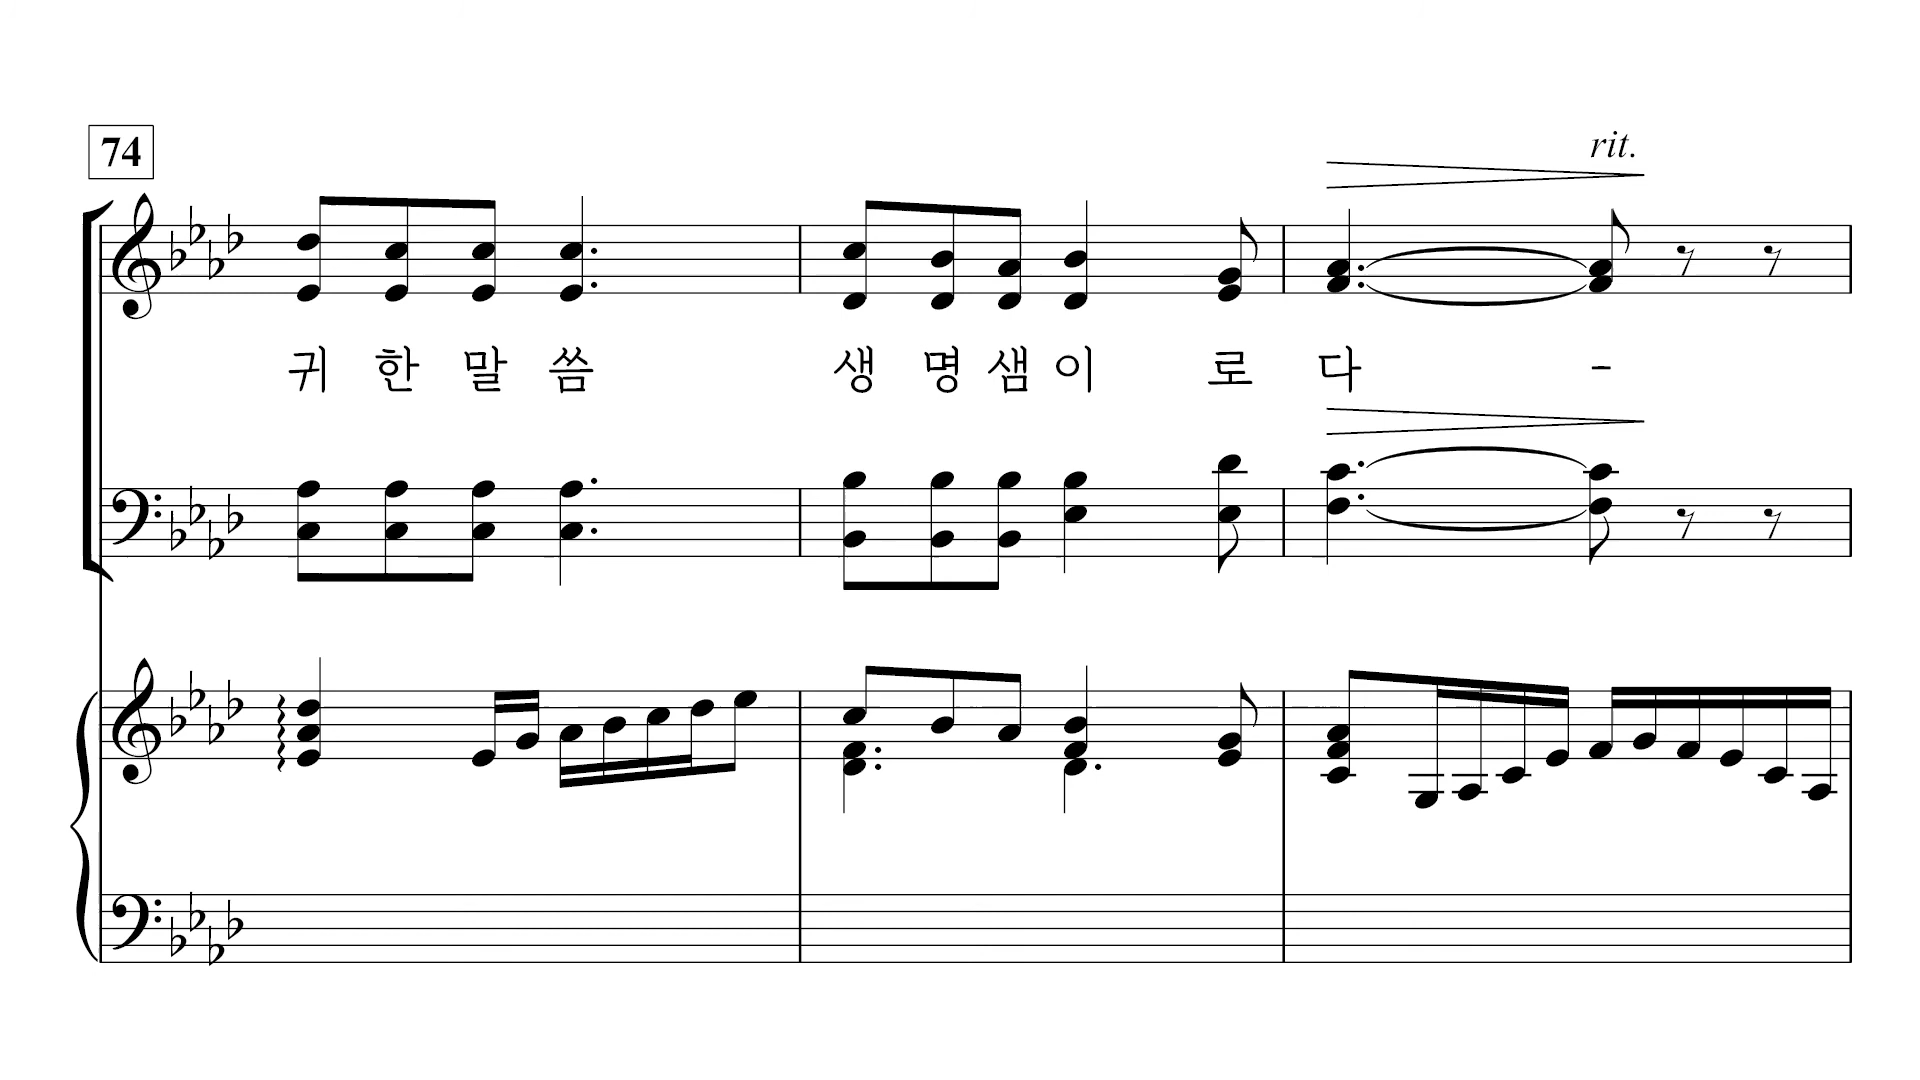 74
rit.
귀 한 말 씀 생 명 샘 이 로 다 -